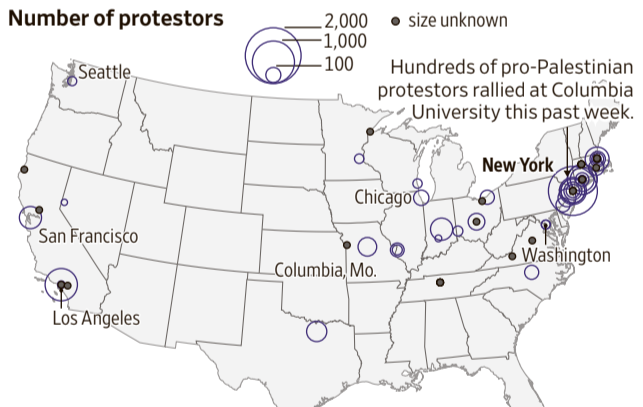 Number of protestors
2,000
1,000
100
size unknown
Hundreds of pro-Palestinian
protestors rallied at Columbia
University this past week.
Seattle
New York
Chicago
San Francisco
Columbia, Mo.
Washington
Los Angeles